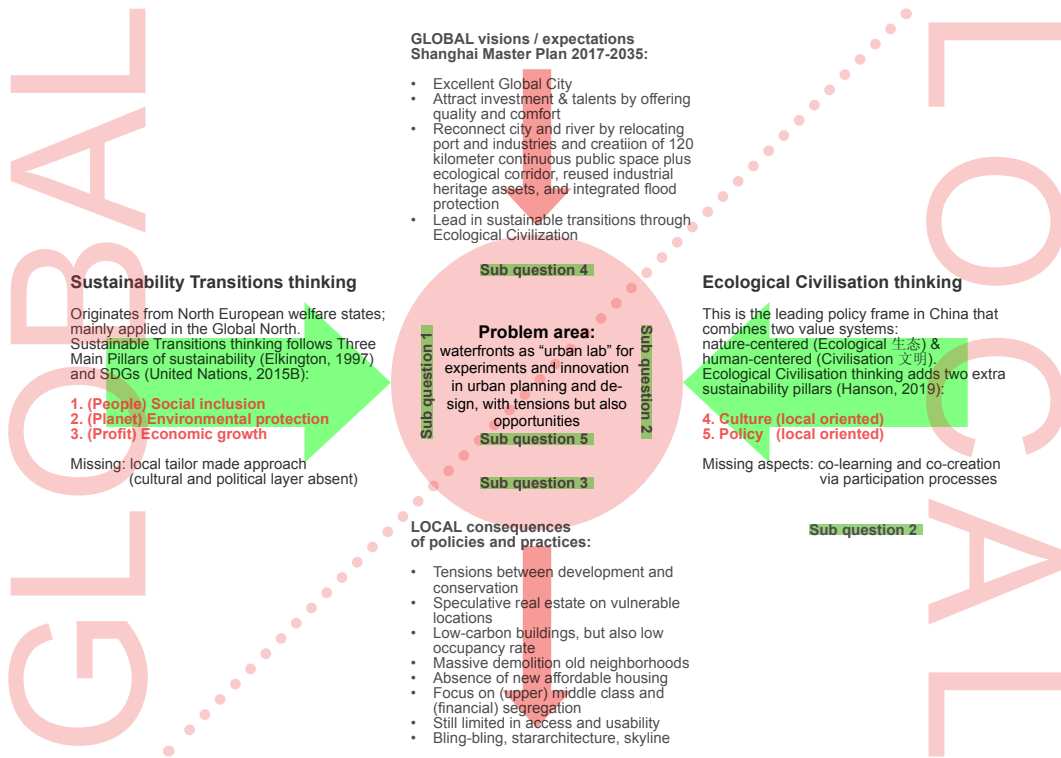 GLOBAL
LOCAL
GLOBAL visions / expectations
Shanghai Master Plan 2017-2035:
• Excellent Global City
• Attract investment & talents by offering
quality and comfort
• Reconnect city and river by relocating
port and industries and creatiion of 120
kilometer continuous public space plus
ecological corridor, reused industrial
heritage assets, and integrated flood
protection
• Lead in sustainable transitions through
Ecological Civilization
Sustainability Transitions thinking
Originates from North European welfare states;
mainly applied in the Global North.
Sustainable Transitions thinking follows Three
Main Pillars of sustainability (Elkington, 1997)
and SDGs (United Nations, 2015B):
1. (People) Social inclusion
2. (Planet) Environmental protection
3. (Profit) Economic growth
Missing: local tailor made approach
(cultural and political layer absent)
Sub question 4
Sub question 1
Problem area:
waterfronts as “urban lab” for
experiments and innovation
in urban planning and de-
sign, with tensions but also
opportunities
Sub question 5
Sub question 2
Sub question 3
Ecological Civilisation thinking
This is the leading policy frame in China that
combines two value systems:
nature-centered (Ecological 生态) &
human-centered (Civilisation 文明).
Ecological Civilisation thinking adds two extra
sustainability pillars (Hanson, 2019):
4. Culture (local oriented)
5. Policy (local oriented)
Missing aspects: co-learning and co-creation
via participation processes
Sub question 2
LOCAL consequences
of policies and practices:
• Tensions between development and
conservation
• Speculative real estate on vulnerable
locations
• Low-carbon buildings, but also low
occupancy rate
• Massive demolition old neighborhoods
• Absence of new affordable housing
• Focus on (upper) middle class and
(financial) segregation
• Still limited in access and usability
• Bling-bling, stararchitecture, skyline